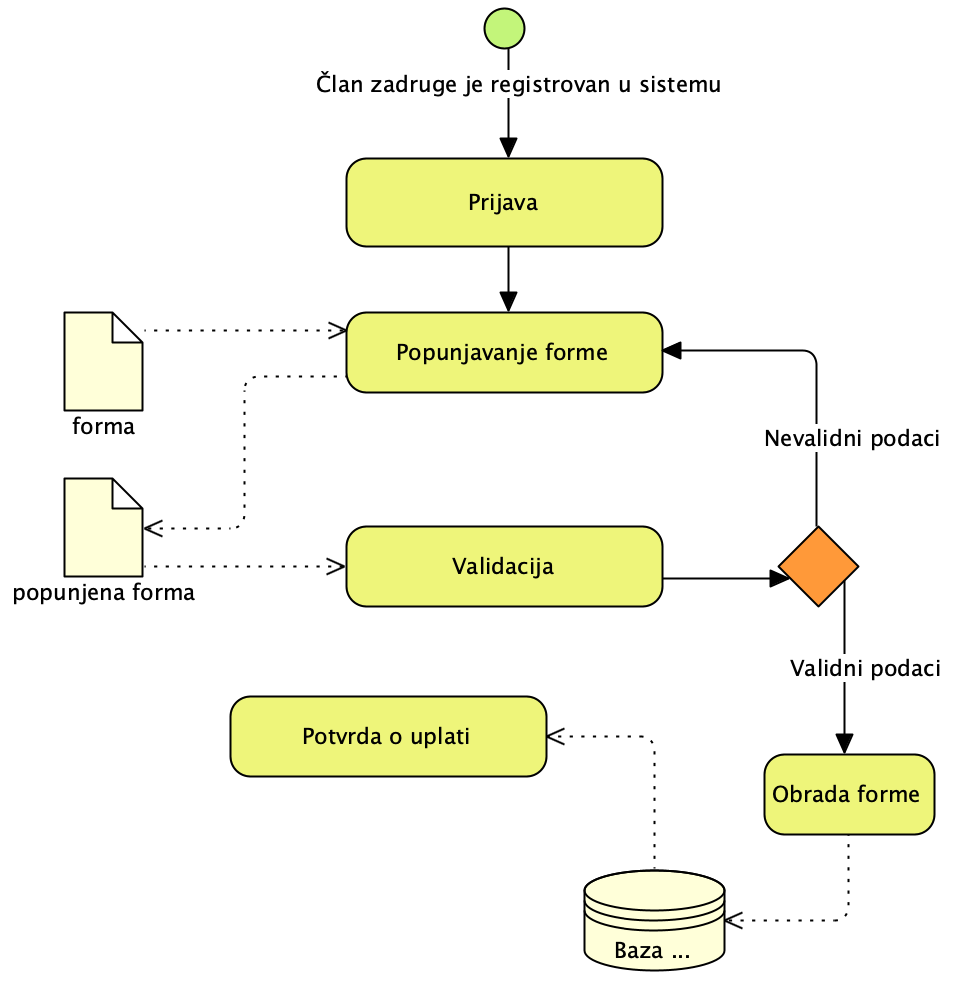 Član zadruge je registrovan u sistemu
Prijava
Popunjavanje forme
forma
Nevalidni podaci
Validacija
popunjena forma
Validni podaci
Potvrda o uplati
Obrada forme
Baza ...